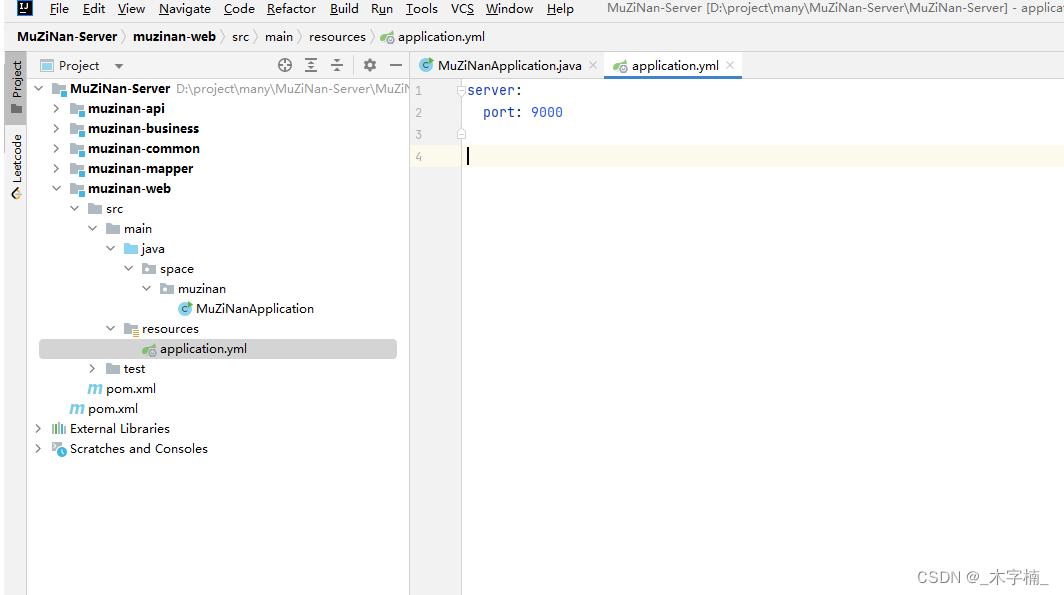 File Edit View Navigate Code Refactor Build Run Tools VCS Window Help MuZiNan-Server [D:\project\many\MuZiNan-Server\MuZiNan-Server] - applica
MuZiNan-Server muzinan-web src main resources application.yml
Project
Leetcode
Project
MuZiNanApplication.java
application.yml
MuZiNan-Server D:\project\many\MuZiNan-Server\MuZiN
muzinan-api
muzinan-business
muzinan-common
muzinan-mapper
muzinan-web
src
main
java
space
muzinan
MuZiNanApplication
resources
application.yml
test
pom.xml
pom.xml
External Libraries
Scratches and Consoles
1 server:
2 port: 9000
3
4
CSDN @_木字楠_